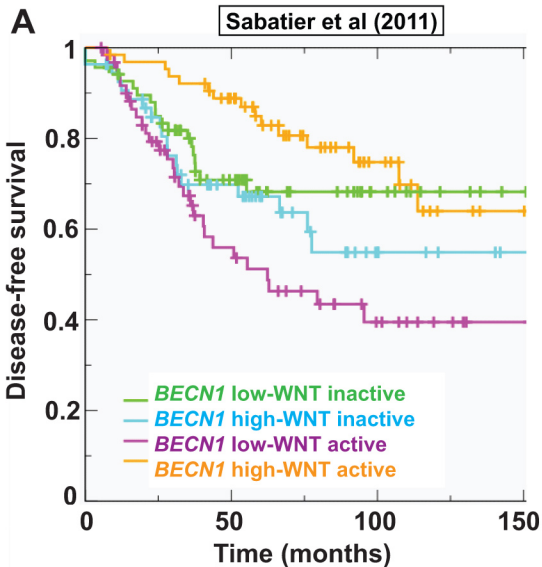 A
Sabatier et al (2011)
Disease-free survival
1
0.8
0.6
0.4
0.2
0
BECN1 low-WNT inactive
BECN1 high-WNT inactive
BECN1 low-WNT active
BECN1 high-WNT active
0 50 100 150
Time (months)